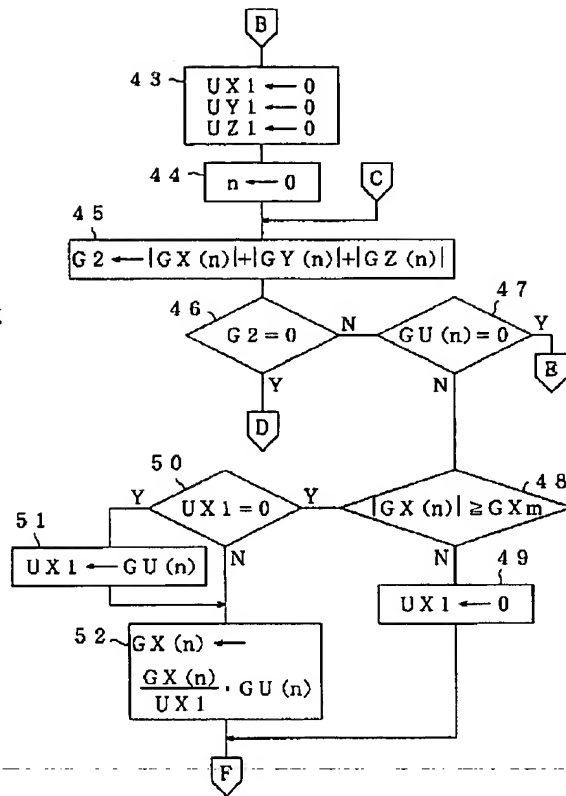 B
43
UX1 ← 0
UY1 ← 0
UZ1 ← 0
44
n ← 0
C
45
G2 ← |GX(n)|+|GY(n)|+|GZ(n)|
46
G2=0
N
Y
D
47
GU(n)=0
Y
E
N
48
|GX(n)| ≧ GXm
Y
N
49
UX1 ← 0
50
UX1=0
Y
N
51
UX1 ← GU(n)
52
GX(n) ←
GX(n)
UX1
· GU(n)
F